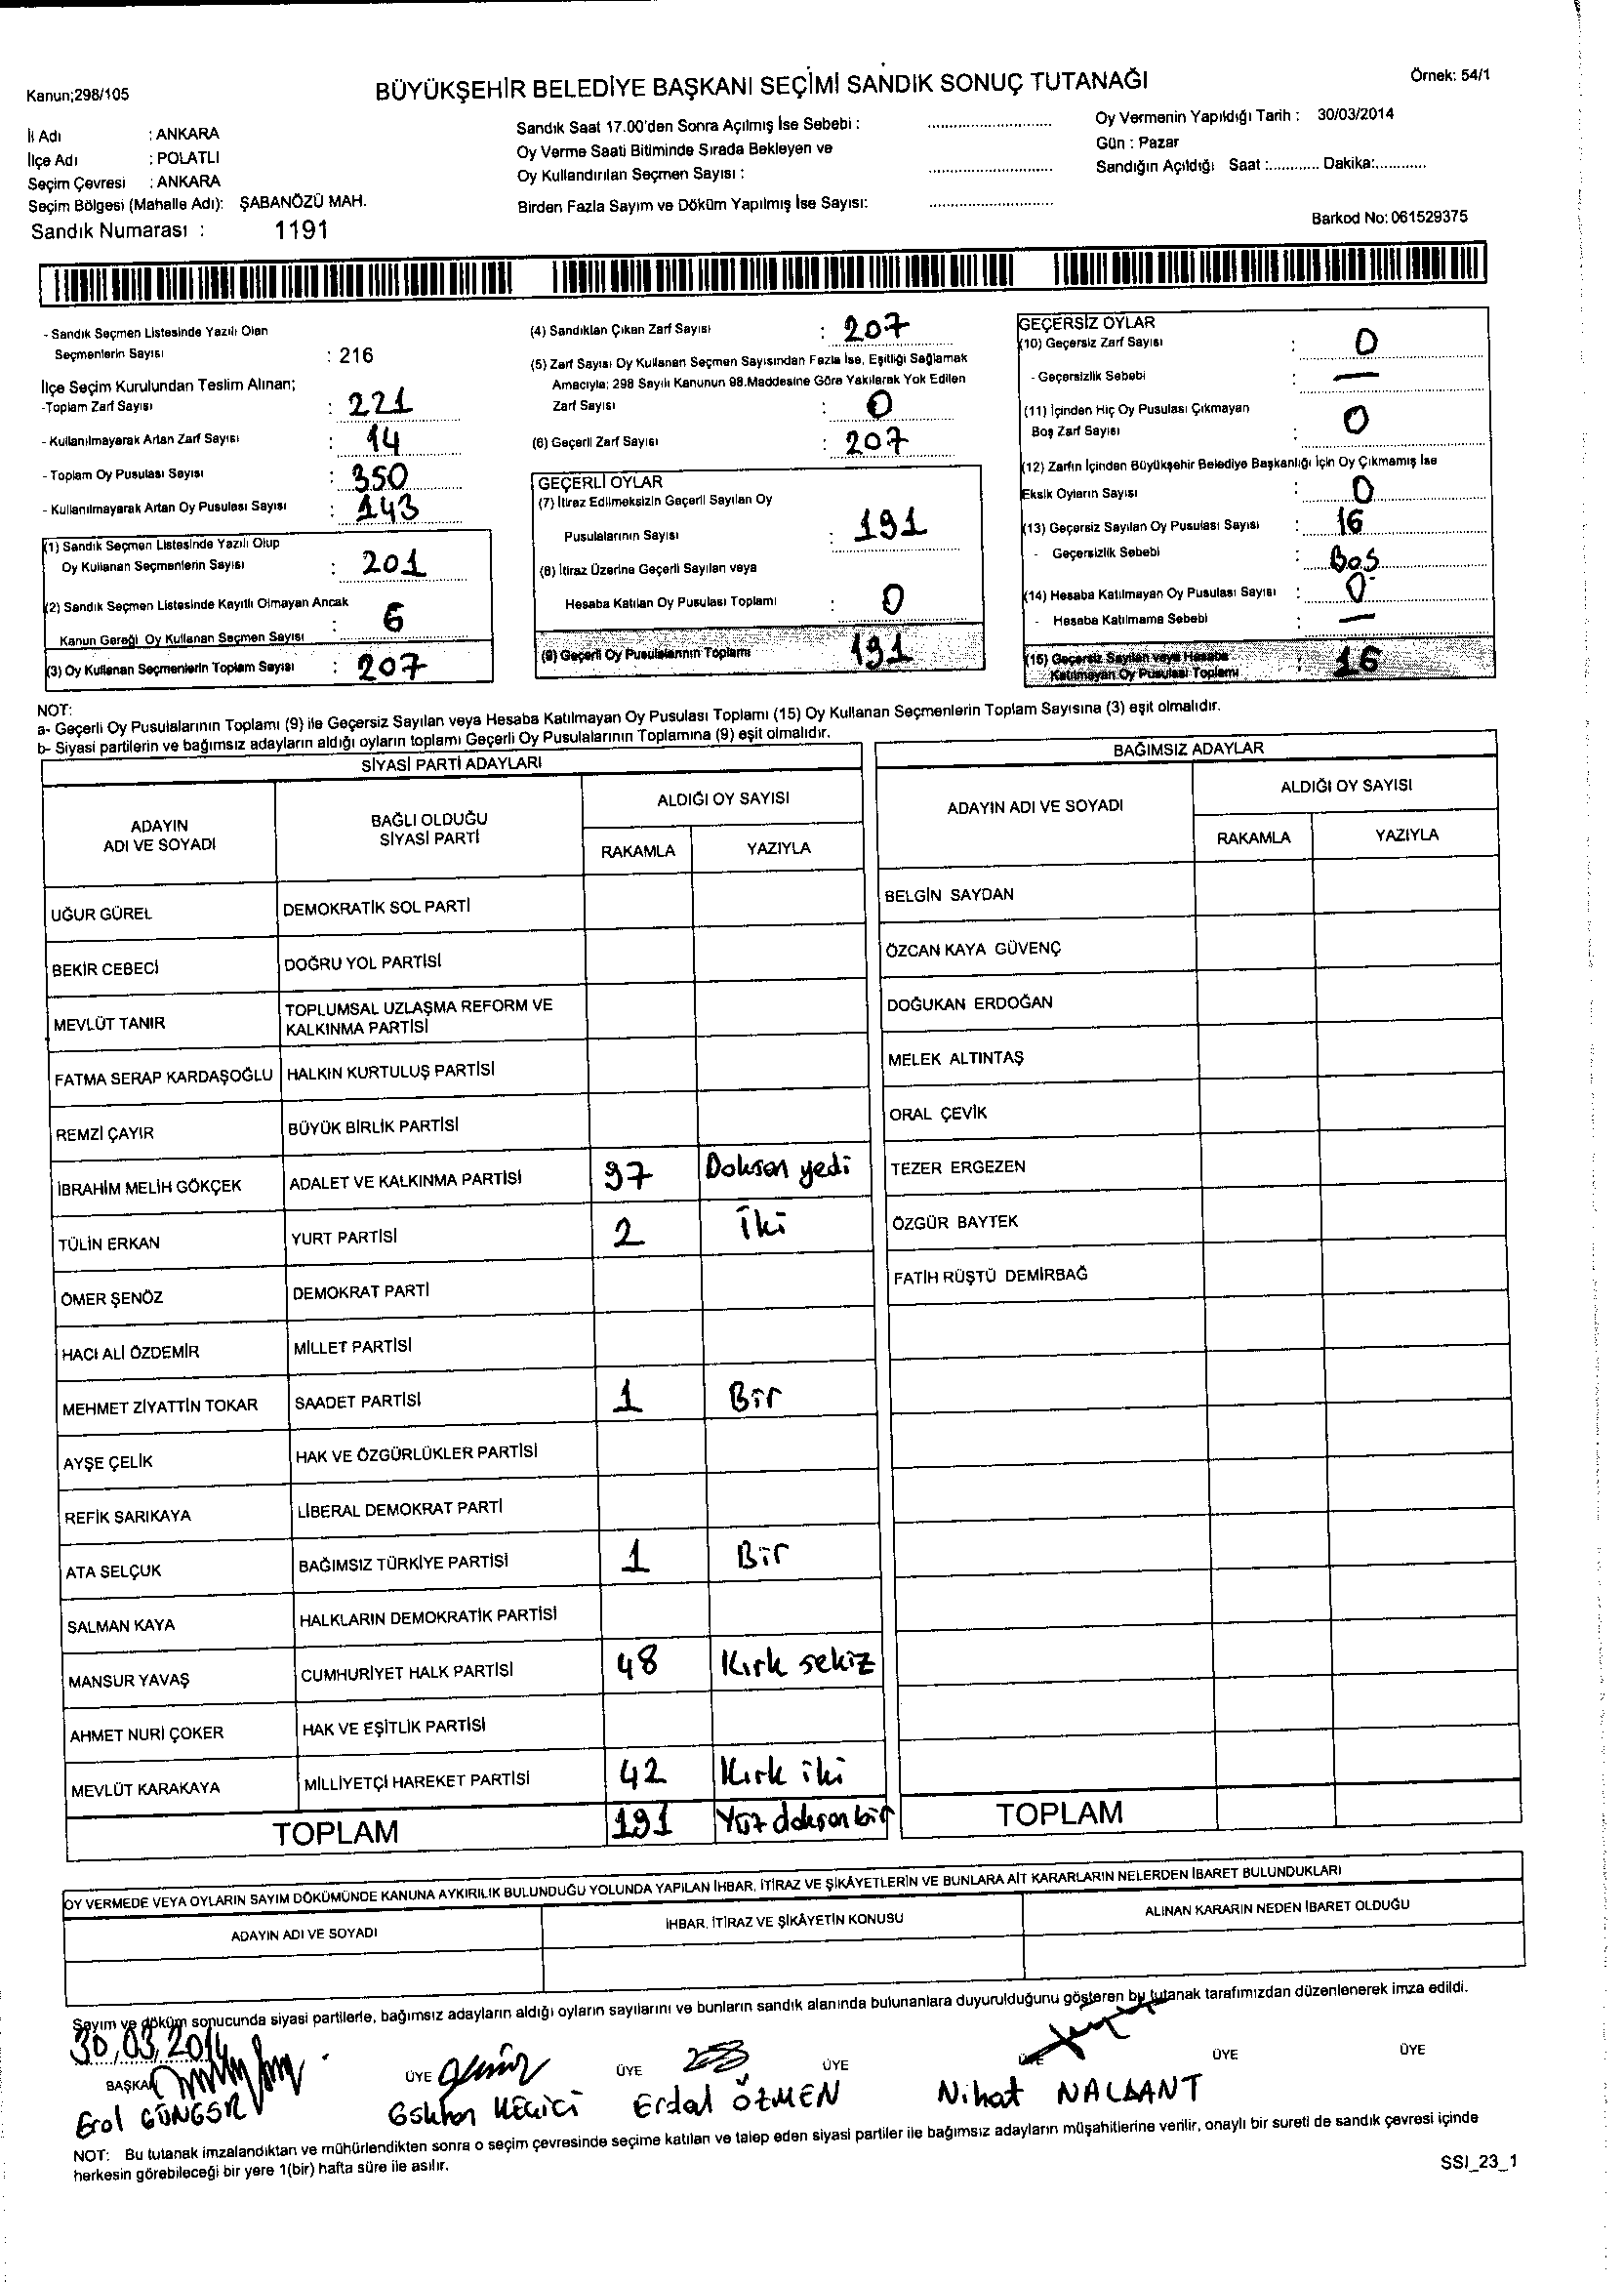 Kanun;298/105
BÜYÜKŞEHİR BELEDİYE BAŞKANI SEÇİMİ SANDIK SONUÇ TUTANAĞI
Örnek: 54/1
İl Adı : ANKARA
İlçe Adı : POLATLI
Seçim Çevresi : ANKARA
Seçim Bölgesi (Mahalle Adı): ŞABANÖZÜ MAH.
Sandık Numarası : 1191
Sandık Saat 17.00'den Sonra Açılmış İse Sebebi : ..............................
Oy Verme Saati Bitiminde Sırada Bekleyen ve
Oy Kullandırılan Seçmen Sayısı : ..............................
Birden Fazla Sayım ve Döküm Yapılmış İse Sayısı: ..............................
Oy Vermenin Yapıldığı Tarih : 30/03/2014
Gün : Pazar
Sandığın Açıldığı Saat :............ Dakika:............
Barkod No: 061529375
- Sandık Seçmen Listesinde Yazılı Olan
Seçmenlerin Sayısı : 216
İlçe Seçim Kurulundan Teslim Alınan;
-Toplam Zarf Sayısı : 221
- Kullanılmayarak Artan Zarf Sayısı : 14
- Toplam Oy Pusulası Sayısı : 350
- Kullanılmayarak Artan Oy Pusulası Sayısı : 143
(1) Sandık Seçmen Listesinde Yazılı Olup
Oy Kullanan Seçmenlerin Sayısı : 201
(2) Sandık Seçmen Listesinde Kayıtlı Olmayan Ancak
Kanun Gereği Oy Kullanan Seçmen Sayısı : 6
(3) Oy Kullanan Seçmenlerin Toplam Sayısı : 207
(4) Sandıktan Çıkan Zarf Sayısı : 207
(5) Zarf Sayısı Oy Kullanan Seçmen Sayısından Fazla İse, Eşitliği Sağlamak
Amacıyla; 298 Sayılı Kanunun 98.Maddesine Göre Yakılarak Yok Edilen
Zarf Sayısı : 0
(6) Geçerli Zarf Sayısı : 207
GEÇERLİ OYLAR
(7) İtiraz Edilmeksizin Geçerli Sayılan Oy
Pusulalarının Sayısı : 191
(8) İtiraz Üzerine Geçerli Sayılan veya
Hesaba Katılan Oy Pusulası Toplamı : 0
(9) Geçerli Oy Pusulalarının Toplamı 191
GEÇERSİZ OYLAR
(10) Geçersiz Zarf Sayısı : 0
- Geçersizlik Sebebi : —
(11) İçinden Hiç Oy Pusulası Çıkmayan
Boş Zarf Sayısı : 0
(12) Zarfın İçinden Büyükşehir Belediye Başkanlığı İçin Oy Çıkmamış İse
Eksik Oyların Sayısı : 0
(13) Geçersiz Sayılan Oy Pusulası Sayısı : 16
- Geçersizlik Sebebi : Boş
(14) Hesaba Katılmayan Oy Pusulası Sayısı : 0
- Hesaba Katılmama Sebebi : —
(15) Geçersiz Sayılan veya Hesaba
Katılmayan Oy Pusulası Toplamı : 16
NOT:
a- Geçerli Oy Pusulalarının Toplamı (9) ile Geçersiz Sayılan veya Hesaba Katılmayan Oy Pusulası Toplamı (15) Oy Kullanan Seçmenlerin Toplam Sayısına (3) eşit olmalıdır.
b- Siyasi partilerin ve bağımsız adayların aldığı oyların toplamı Geçerli Oy Pusulalarının Toplamına (9) eşit olmalıdır.
SİYASİ PARTİ ADAYLARI
ADAYIN ADI VE SOYADI
BAĞLI OLDUĞU SİYASİ PARTİ
ALDIĞI OY SAYISI
RAKAMLA YAZIYLA
UĞUR GÜREL DEMOKRATİK SOL PARTİ
BEKİR CEBECİ DOĞRU YOL PARTİSİ
MEVLÜT TANIR TOPLUMSAL UZLAŞMA REFORM VE KALKINMA PARTİSİ
FATMA SERAP KARDAŞOĞLU HALKIN KURTULUŞ PARTİSİ
REMZİ ÇAYIR BÜYÜK BİRLİK PARTİSİ
İBRAHİM MELİH GÖKÇEK ADALET VE KALKINMA PARTİSİ 97 Doksan yedi
TÜLİN ERKAN YURT PARTİSİ 2 İki
ÖMER ŞENÖZ DEMOKRAT PARTİ
HACI ALİ ÖZDEMİR MİLLET PARTİSİ
MEHMET ZİYATTİN TOKAR SAADET PARTİSİ 1 Bir
AYŞE ÇELİK HAK VE ÖZGÜRLÜKLER PARTİSİ
REFİK SARIKAYA LİBERAL DEMOKRAT PARTİ
ATA SELÇUK BAĞIMSIZ TÜRKİYE PARTİSİ 1 Bir
SALMAN KAYA HALKLARIN DEMOKRATİK PARTİSİ
MANSUR YAVAŞ CUMHURİYET HALK PARTİSİ 48 Kırk sekiz
AHMET NURİ ÇOKER HAK VE EŞİTLİK PARTİSİ
MEVLÜT KARAKAYA MİLLİYETÇİ HAREKET PARTİSİ 42 Kırk iki
TOPLAM 191 Yüz doksan bir
BAĞIMSIZ ADAYLAR
ADAYIN ADI VE SOYADI
ALDIĞI OY SAYISI
RAKAMLA YAZIYLA
BELGİN SAYDAN
ÖZCAN KAYA GÜVENÇ
DOĞUKAN ERDOĞAN
MELEK ALTINTAŞ
ORAL ÇEVİK
TEZER ERGEZEN
ÖZGÜR BAYTEK
FATİH RÜŞTÜ DEMİRBAĞ
TOPLAM
OY VERMEDE VEYA OYLARIN SAYIM DÖKÜMÜNDE KANUNA AYKIRILIK BULUNDUĞU YOLUNDA YAPILAN İHBAR, İTİRAZ VE ŞİKÂYETLERİN VE BUNLARA AİT KARARLARIN NELERDEN İBARET BULUNDUKLARI
ADAYIN ADI VE SOYADI İHBAR, İTİRAZ VE ŞİKÂYETİN KONUSU ALINAN KARARIN NEDEN İBARET OLDUĞU
Sayım ve döküm sonucunda siyasi partilerle, bağımsız adayların aldığı oyların sayılarını ve bunların sandık alanında bulunanlara duyurulduğunu gösteren bu tutanak tarafımızdan düzenlenerek imza edildi.
30.03.2014
BAŞKAN ÜYE ÜYE ÜYE ÜYE ÜYE ÜYE
Erol GÜNGÖR Gökhan KEÇİCİ Erdal ÖZMEN Nihat NALBANT
NOT: Bu tutanak imzalandıktan ve mühürlendikten sonra o seçim çevresinde seçime katılan ve talep eden siyasi partiler ile bağımsız adayların müşahitlerine verilir, onaylı bir sureti de sandık çevresi içinde
herkesin görebileceği bir yere 1(bir) hafta süre ile asılır.
SSI_23_1